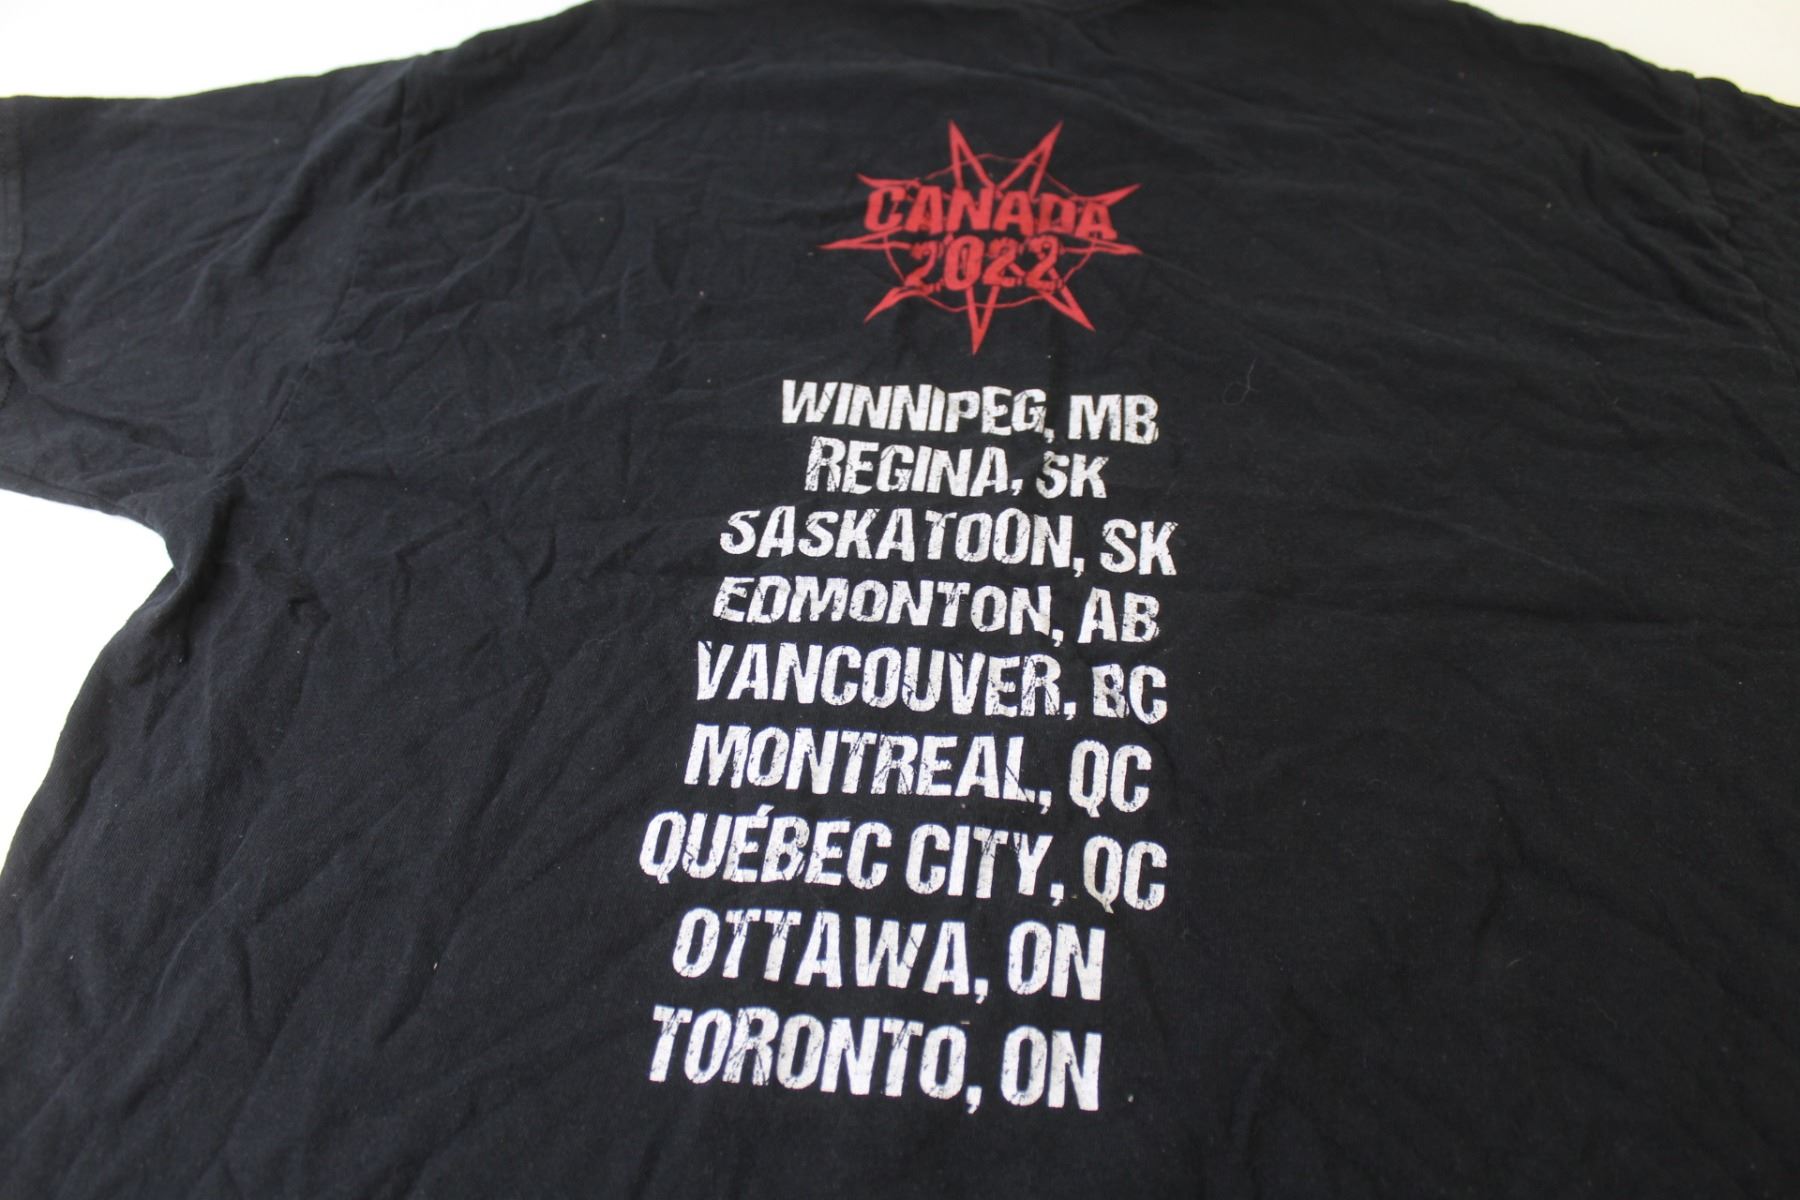 CANADA
2022
WINNIPEG, MB
REGINA, SK
SASKATOON, SK
EDMONTON, AB
VANCOUVER, BC
MONTREAL, QC
QUÉBEC CITY, QC
OTTAWA, ON
TORONTO, ON